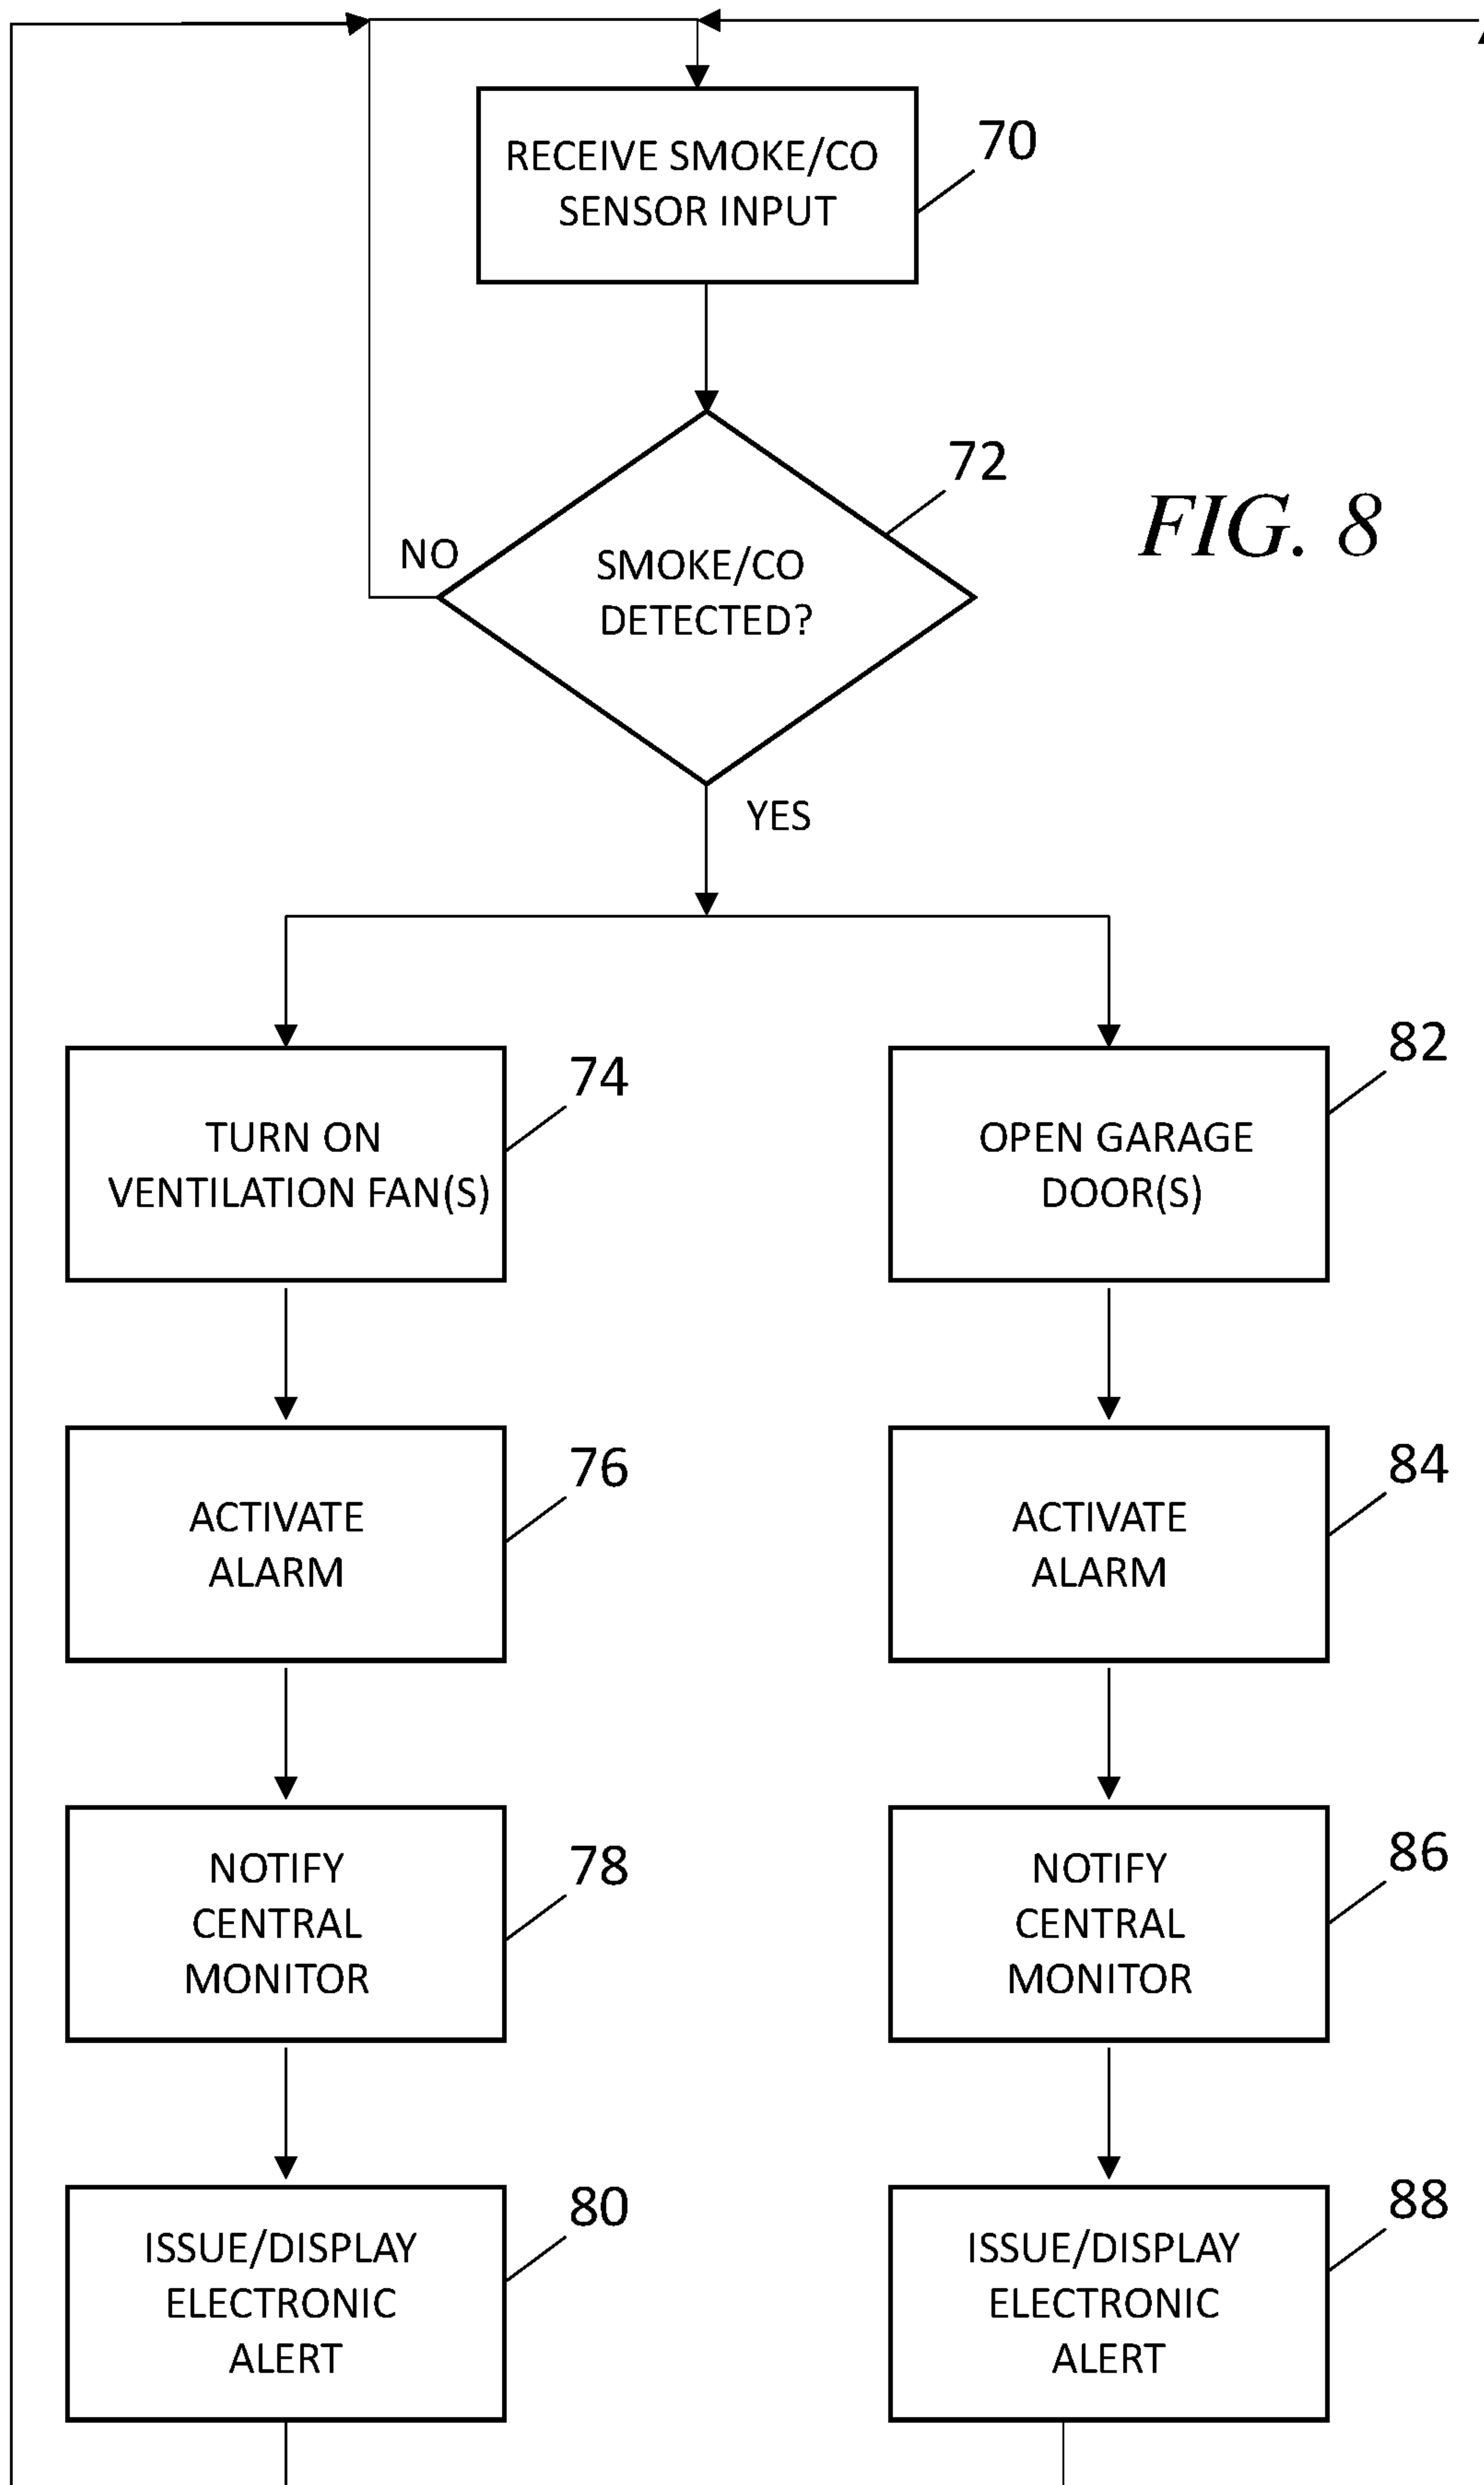 RECEIVE SMOKE/CO
SENSOR INPUT
70
72
FIG. 8
NO
SMOKE/CO
DETECTED?
YES
TURN ON
VENTILATION FAN(S)
74
OPEN GARAGE
DOOR(S)
82
ACTIVATE
ALARM
76
ACTIVATE
ALARM
84
NOTIFY
CENTRAL
MONITOR
78
NOTIFY
CENTRAL
MONITOR
86
ISSUE/DISPLAY
ELECTRONIC
ALERT
80
ISSUE/DISPLAY
ELECTRONIC
ALERT
88